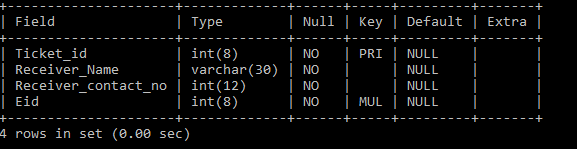 +---------------------+-------------+------+-----+---------+-------+
| Field               | Type        | Null | Key | Default | Extra |
+---------------------+-------------+------+-----+---------+-------+
| Ticket_id           | int(8)      | NO   | PRI | NULL    |       |
| Receiver_Name       | varchar(30) | NO   |     | NULL    |       |
| Receiver_contact_no | int(12)     | NO   |     | NULL    |       |
| Eid                 | int(8)      | NO   | MUL | NULL    |       |
+---------------------+-------------+------+-----+---------+-------+
4 rows in set (0.00 sec)